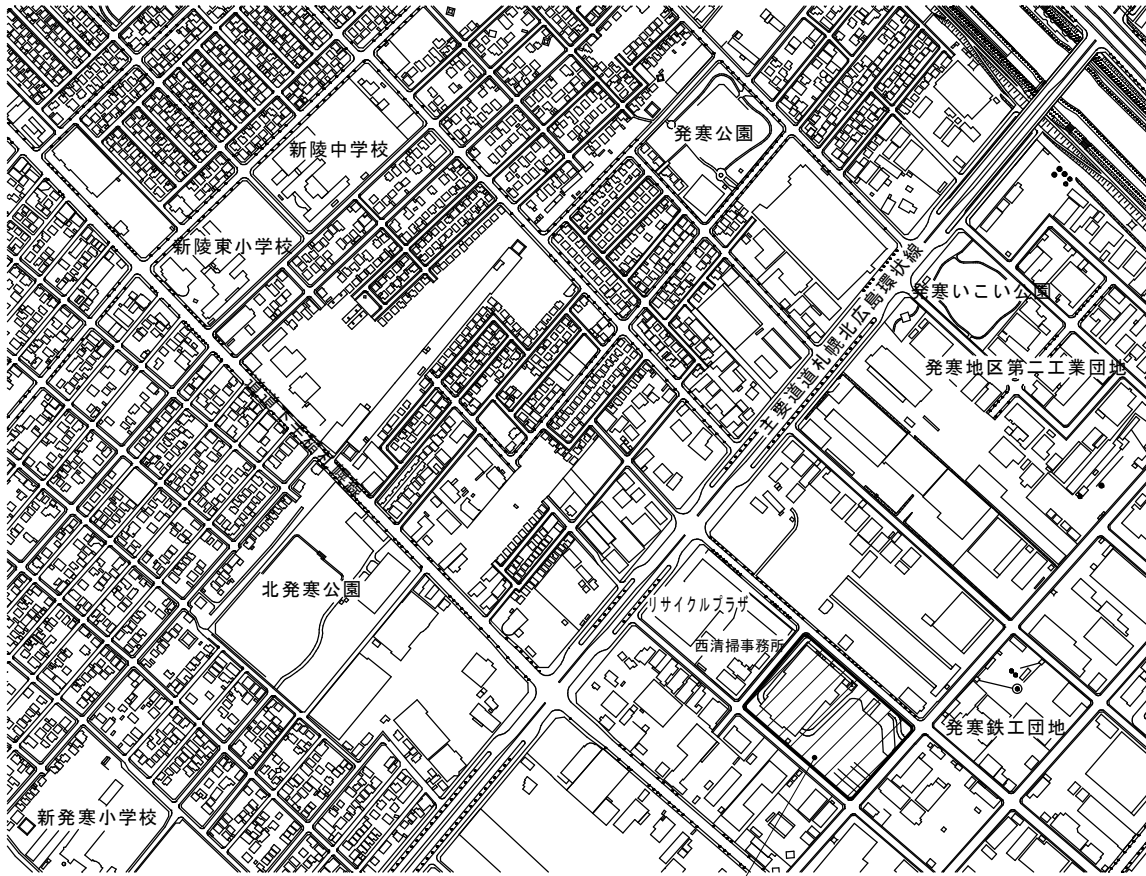 発寒公園
新陵中学校
新陵東小学校
主要道道札幌北広島環状線
発寒いこい公園
発寒地区第二工業団地
北発寒公園
リサイクルプラザ
西清掃事務所
発寒鉄工団地
新発寒小学校